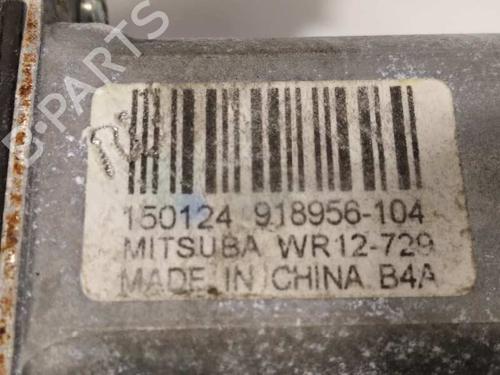 B-PARTS
150124 918956-104
MITSUBA WR12-729
MADE IN CHINA B4A